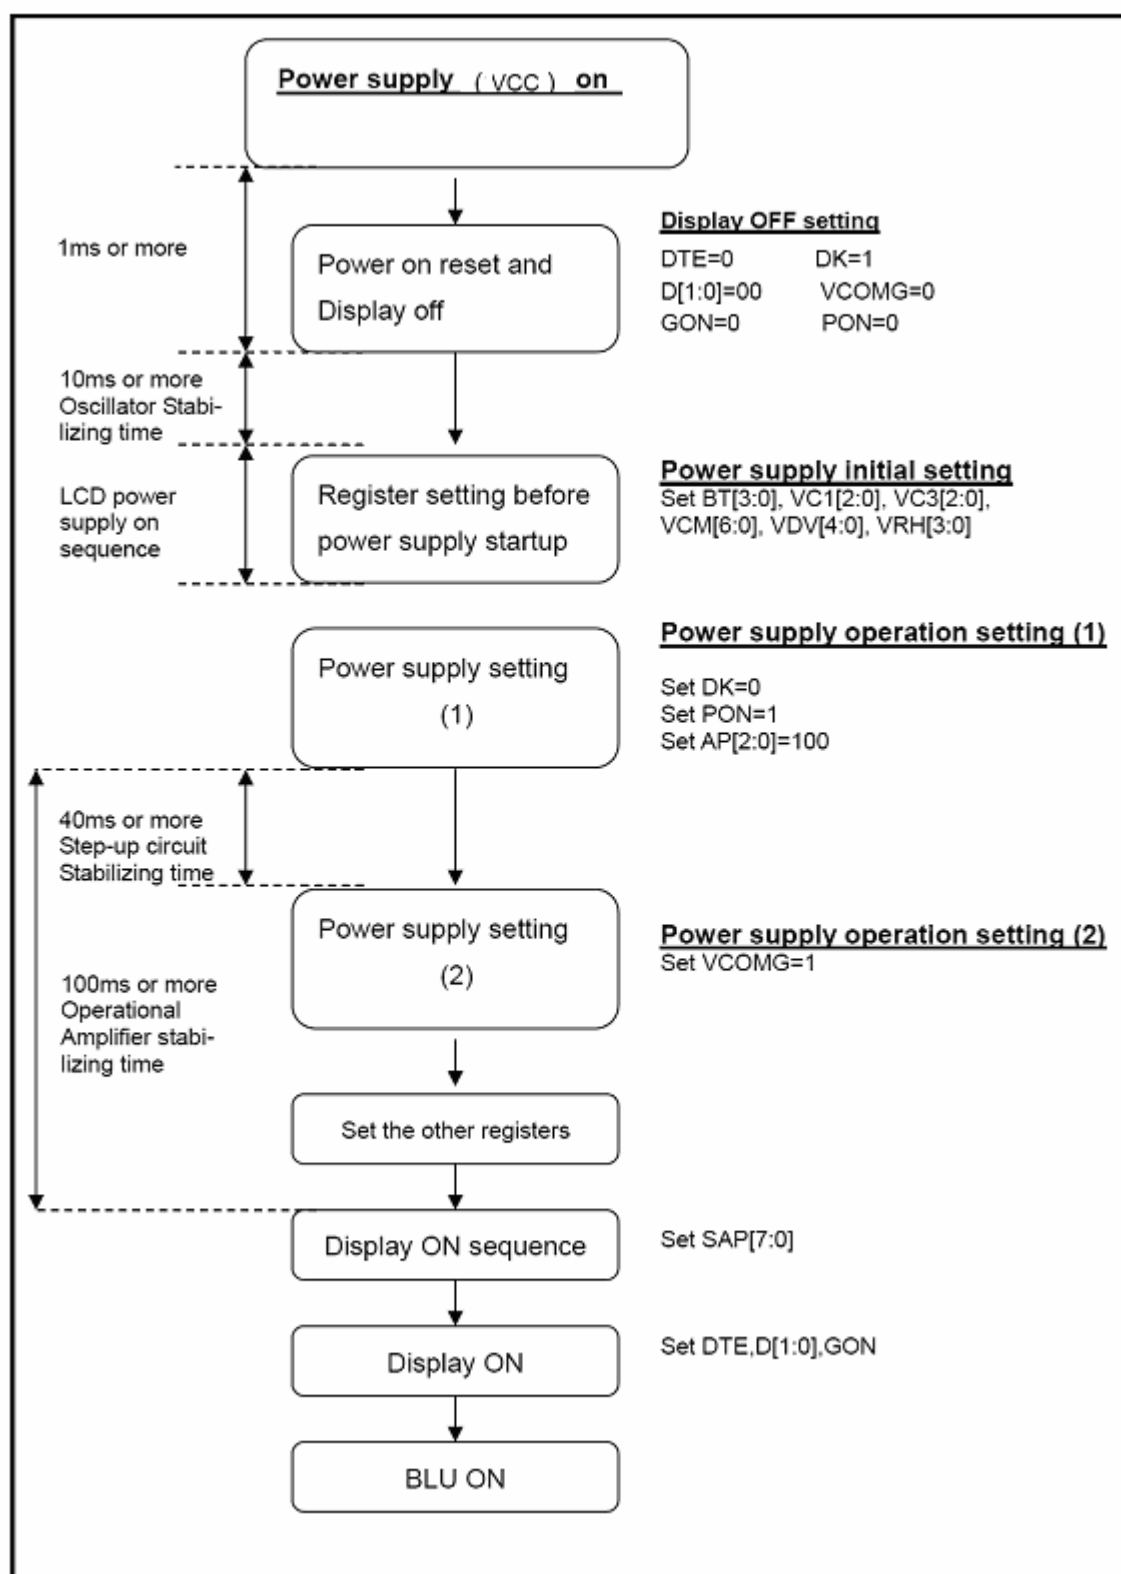 Power supply （VCC） on
1ms or more
Power on reset and
Display off
Display OFF setting
DTE=0 DK=1
D[1:0]=00 VCOMG=0
GON=0 PON=0
10ms or more
Oscillator Stabi-
lizing time
LCD power
supply on
sequence
Register setting before
power supply startup
Power supply initial setting
Set BT[3:0], VC1[2:0], VC3[2:0],
VCM[6:0], VDV[4:0], VRH[3:0]
Power supply setting
(1)
Power supply operation setting (1)
Set DK=0
Set PON=1
Set AP[2:0]=100
40ms or more
Step-up circuit
Stabilizing time
Power supply setting
(2)
Power supply operation setting (2)
Set VCOMG=1
100ms or more
Operational
Amplifier stabi-
lizing time
Set the other registers
Display ON sequence
Set SAP[7:0]
Display ON
Set DTE,D[1:0],GON
BLU ON